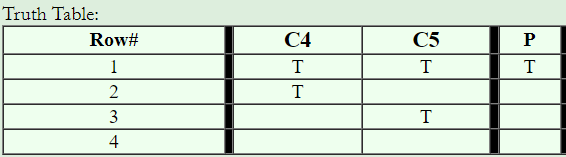 Truth Table:
Row# C4 C5 P
1 T T T
2 T
3 T
4